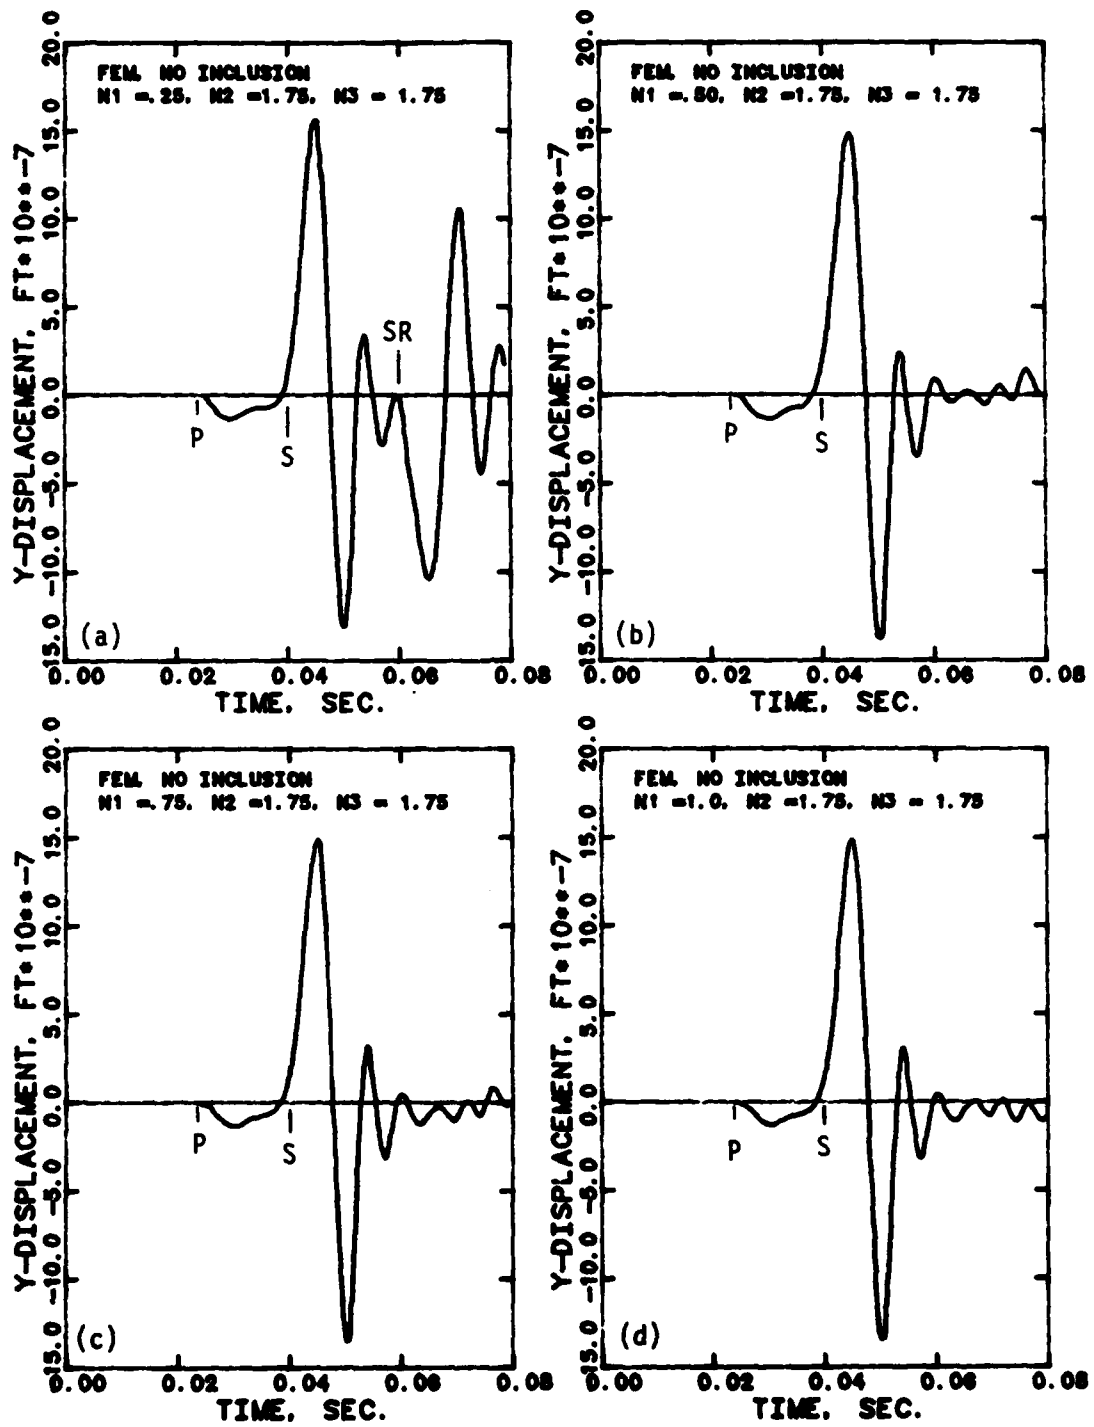 FEM. NO INCLUSION
N1 =.25, N2 =1.75, N3 = 1.75
Y-DISPLACEMENT, FT*10**-7
20.0
15.0
10.0
5.0
0.0
-5.0
-10.0
-15.0
SR
P
S
(a)
0.00 0.02 0.04 0.06 0.08
TIME, SEC.
FEM. NO INCLUSION
N1 =.50, N2 =1.75, N3 = 1.75
Y-DISPLACEMENT, FT*10**-7
20.0
15.0
10.0
5.0
0.0
-5.0
-10.0
-15.0
P
S
(b)
0.00 0.02 0.04 0.06 0.08
TIME, SEC.
FEM. NO INCLUSION
N1 =.75, N2 =1.75, N3 = 1.75
Y-DISPLACEMENT, FT*10**-7
20.0
15.0
10.0
5.0
0.0
-5.0
-10.0
-15.0
P
S
(c)
0.00 0.02 0.04 0.06 0.08
TIME, SEC.
FEM. NO INCLUSION
N1 =1.0, N2 =1.75, N3 = 1.75
Y-DISPLACEMENT, FT*10**-7
20.0
15.0
10.0
5.0
0.0
-5.0
-10.0
-15.0
P
S
(d)
0.00 0.02 0.04 0.06 0.08
TIME, SEC.